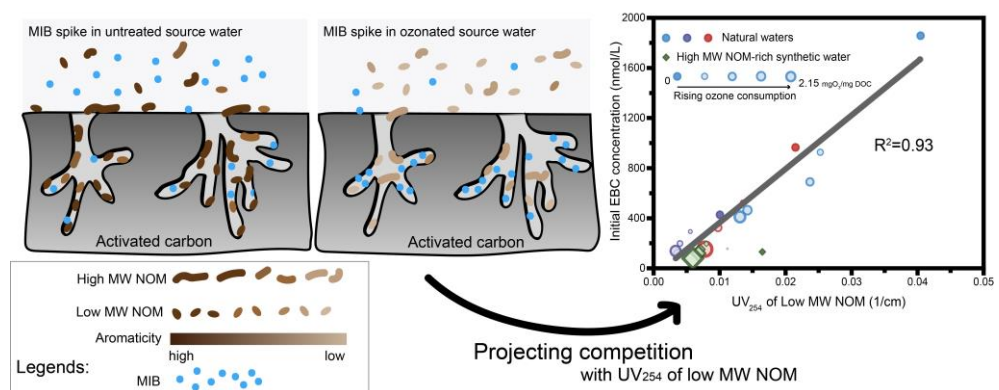 MIB spike in untreated source water
MIB spike in ozonated source water
Activated carbon
Activated carbon
High MW NOM
Low MW NOM
Aromaticity
high
low
Legends:
MIB
Projecting competition
with UV254 of low MW NOM
Initial EBC concentration (nmol/L)
2000
1600
1200
800
400
0
Natural waters
High MW NOM-rich synthetic water
0
2.15 mgO3/mg DOC
Rising ozone consumption
R²=0.93
0.00
0.01
0.02
0.03
0.04
0.05
UV254 of Low MW NOM (1/cm)